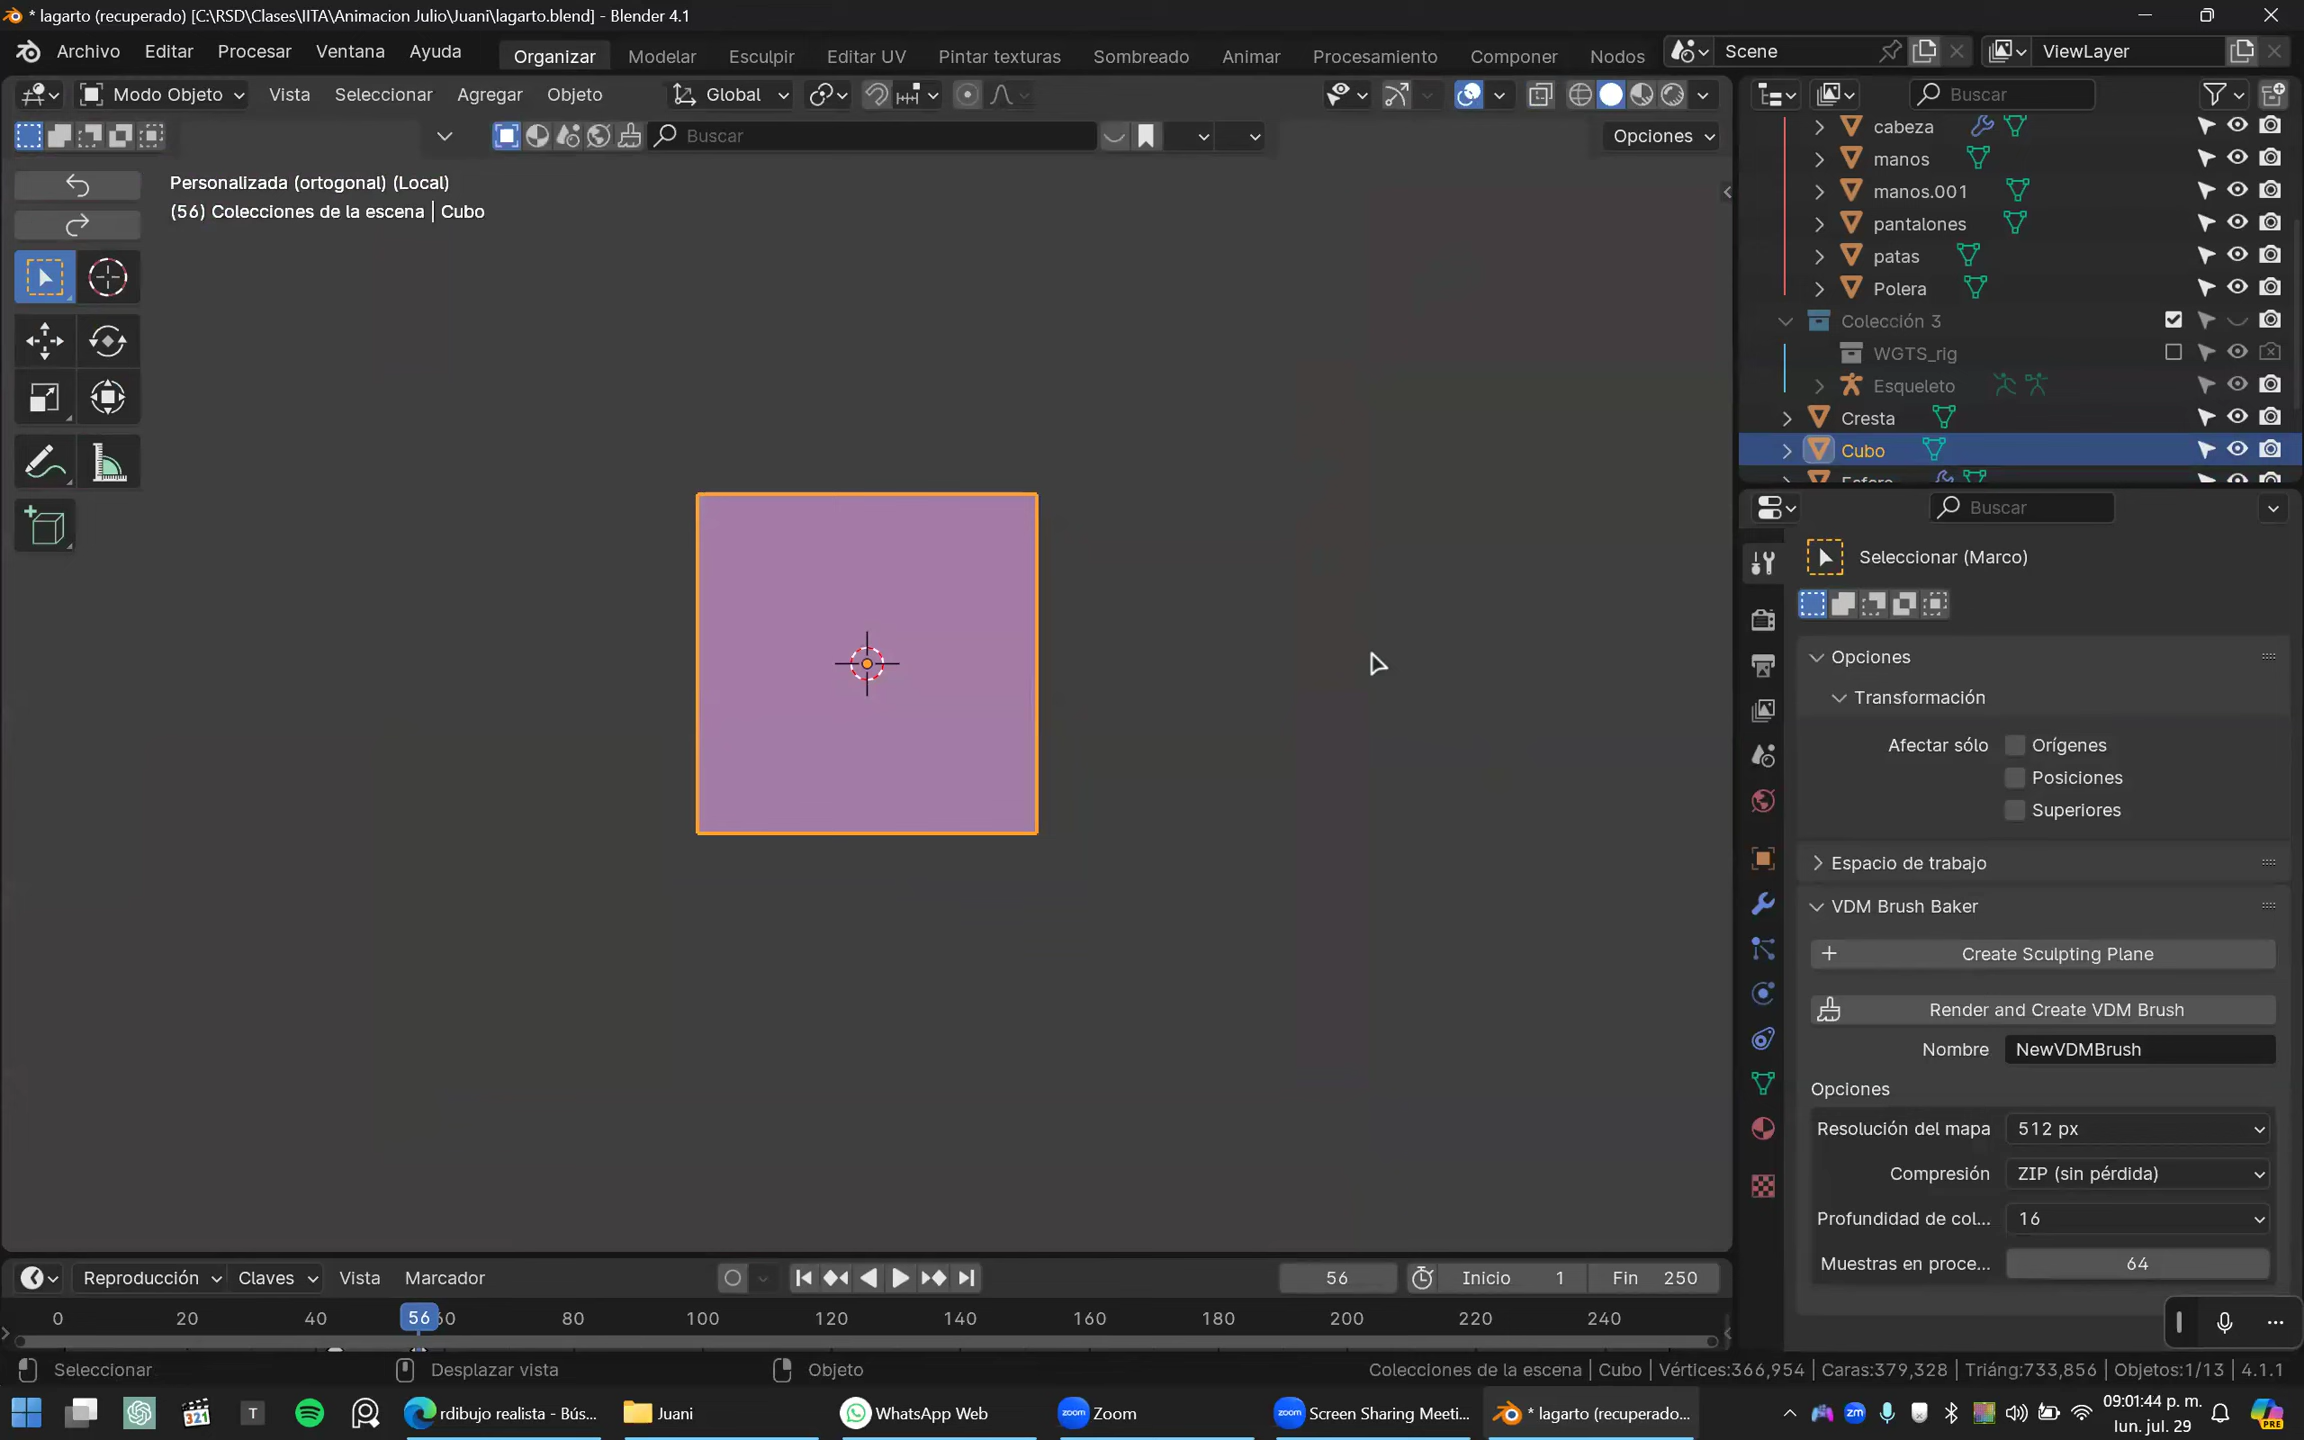 * lagarto (recuperado) [C:\RSD\Clases\IITA\Animacion Julio\Juani\lagarto.blend] - Blender 4.1
Archivo Editar Procesar Ventana Ayuda Organizar Modelar Esculpir Editar UV Pintar texturas Sombreado Animar Procesamiento Componer Nodos Scene ViewLayer
Modo Objeto Vista Seleccionar Agregar Objeto Global Buscar
Buscar Opciones
Personalizada (ortogonal) (Local)
(56) Colecciones de la escena | Cubo
cabeza
manos
manos.001
pantalones
patas
Polera
Colección 3
WGTS_rig
Esqueleto
Cresta
Cubo
Buscar
Seleccionar (Marco)
Opciones
Transformación
Afectar sólo Orígenes
Posiciones
Superiores
Espacio de trabajo
VDM Brush Baker
Create Sculpting Plane
Render and Create VDM Brush
Nombre NewVDMBrush
Opciones
Resolución del mapa 512 px
Compresión ZIP (sin pérdida)
Profundidad de col... 16
Muestras en proce... 64
Reproducción Claves Vista Marcador 56 Inicio 1 Fin 250
0 20 40 56 80 100 120 140 160 180 200 220 240
Seleccionar Desplazar vista Objeto Colecciones de la escena | Cubo | Vértices:366,954 | Caras:379,328 | Triáng:733,856 | Objetos:1/13 | 4.1.1
321 T rdibujo realista - Bús... Juani WhatsApp Web zoom Zoom zoom Screen Sharing Meeti... * lagarto (recuperado... zm 09:01:44 p. m. PRE
lun. jul. 29